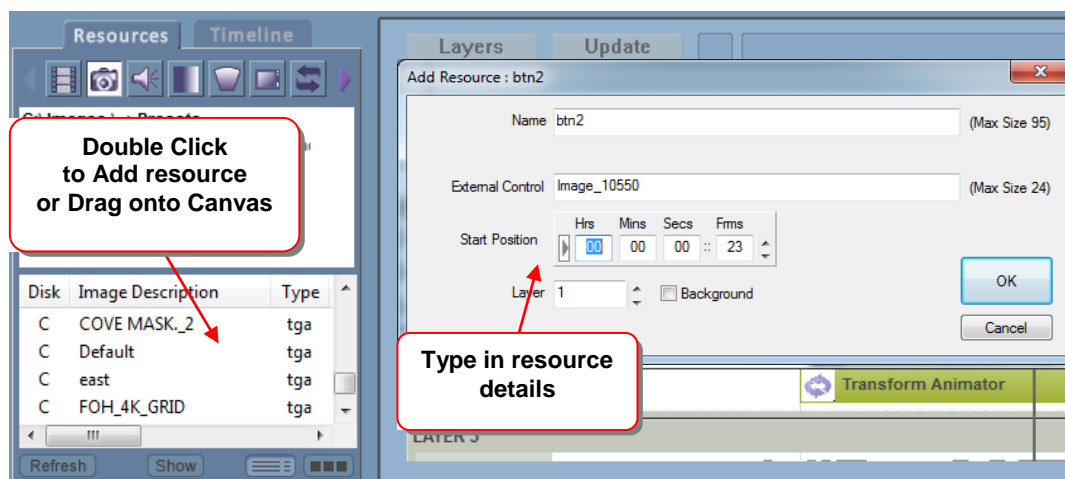 Resources Timeline
Layers Update
Add Resource : btn2
Name btn2 (Max Size 95)
Double Click
to Add resource
or Drag onto Canvas
External Control Image_10550 (Max Size 24)
Hrs Mins Secs Frms
Start Position 00 00 00 :: 23
Layer 1 Background
OK
Cancel
Disk Image Description Type
C COVE MASK._2 tga
C Default tga
C east tga
C FOH_4K_GRID tga
Type in resource
details
Transform Animator
Refresh Show